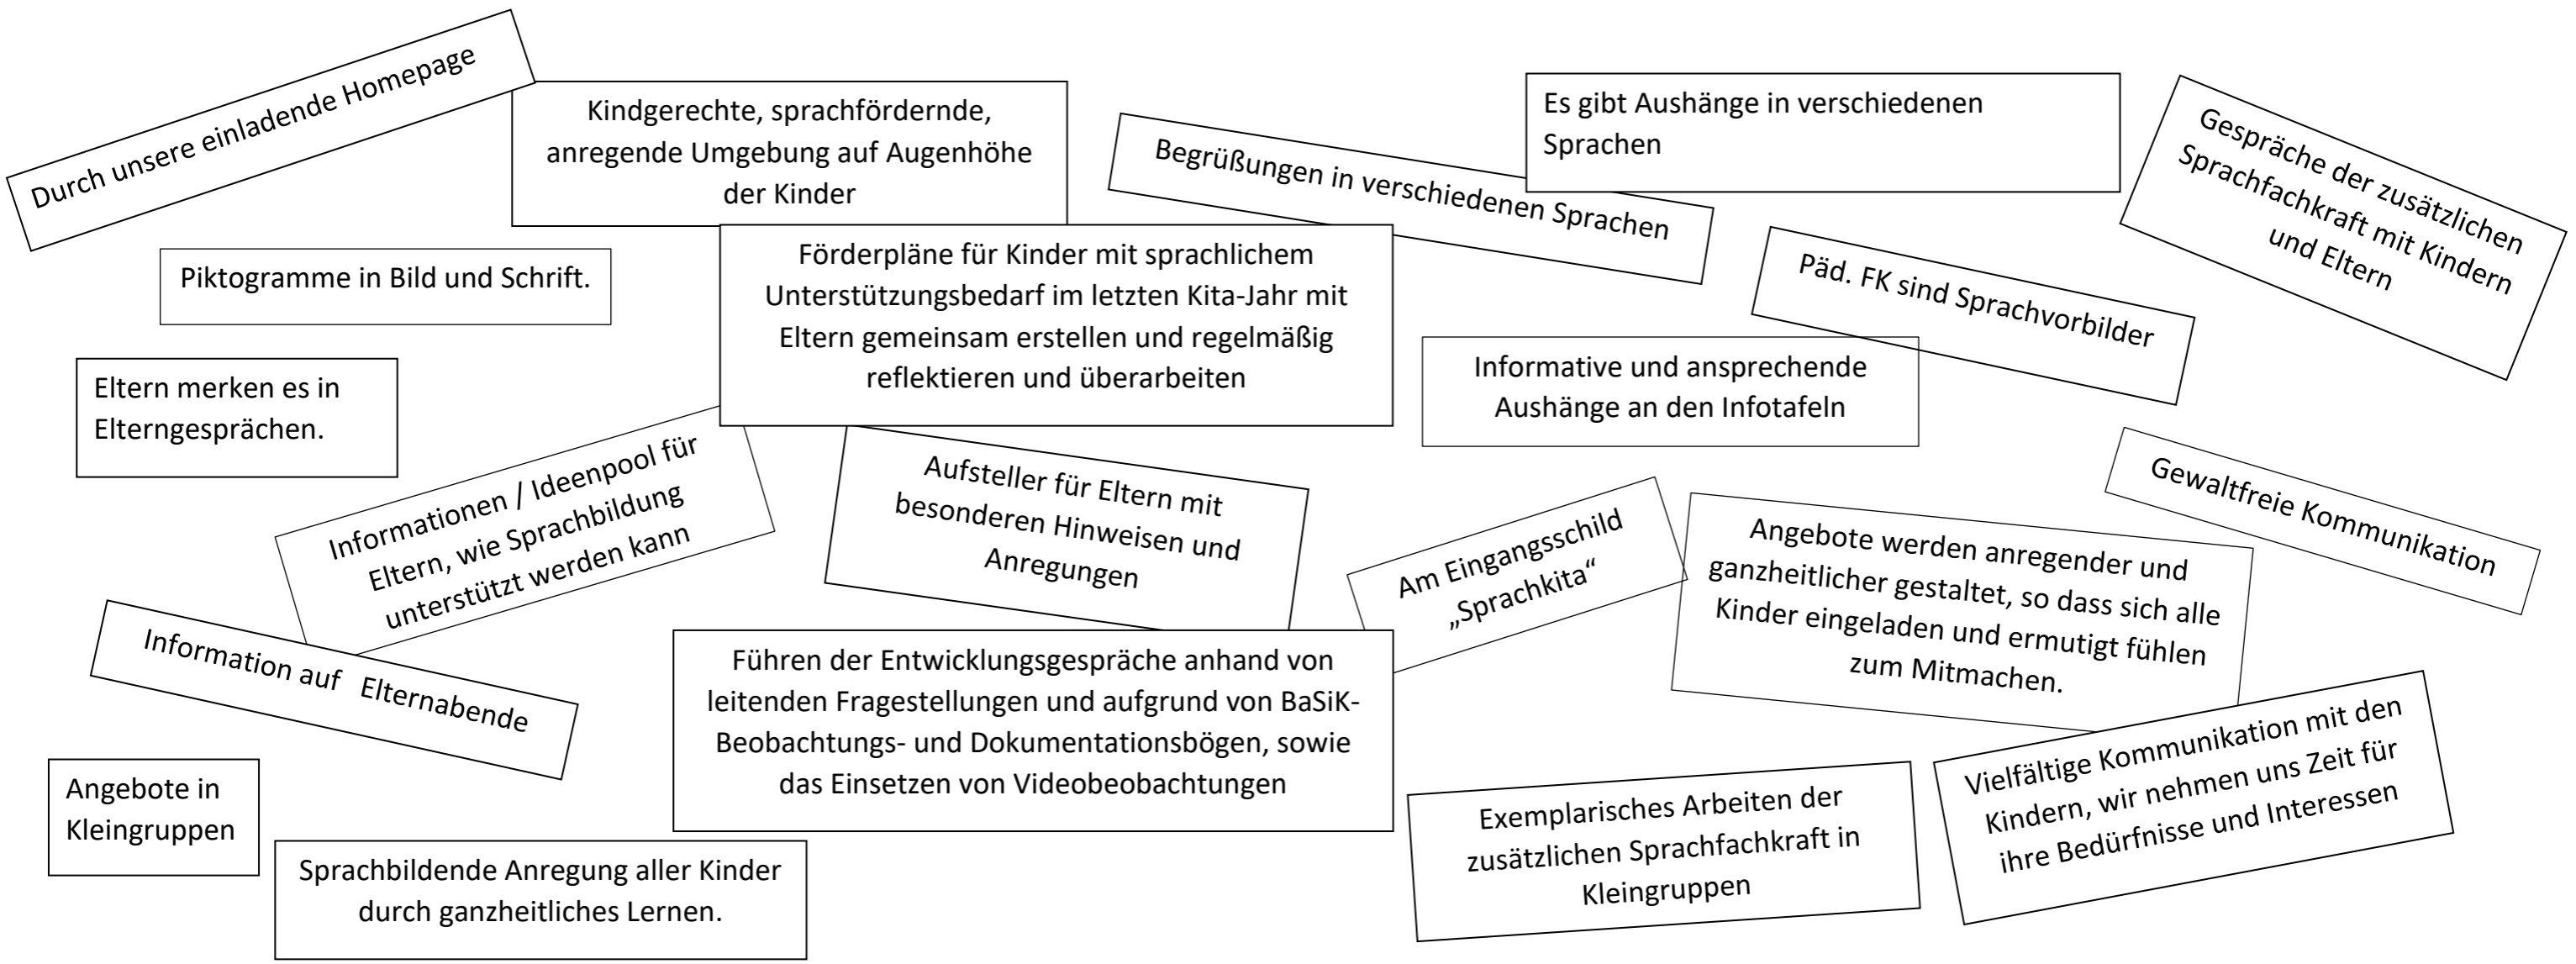 Durch unsere einladende Homepage
Kindgerechte, sprachfördernde,
anregende Umgebung auf Augenhöhe
der Kinder
Begrüßungen in verschiedenen Sprachen
Es gibt Aushänge in verschiedenen
Sprachen
Gespräche der zusätzlichen
Sprachfachkraft mit Kindern
und Eltern
Piktogramme in Bild und Schrift.
Förderpläne für Kinder mit sprachlichem
Unterstützungsbedarf im letzten Kita-Jahr mit
Eltern gemeinsam erstellen und regelmäßig
reflektieren und überarbeiten
Päd. FK sind Sprachvorbilder
Informative und ansprechende
Aushänge an den Infotafeln
Eltern merken es in
Elterngesprächen.
Informationen / Ideenpool für
Eltern, wie Sprachbildung
unterstützt werden kann
Aufsteller für Eltern mit
besonderen Hinweisen und
Anregungen
Am Eingangsschild
„Sprachkita“
Angebote werden anregender und
ganzheitlicher gestaltet, so dass sich alle
Kinder eingeladen und ermutigt fühlen
zum Mitmachen.
Gewaltfreie Kommunikation
Information auf Elternabende
Führen der Entwicklungsgespräche anhand von
leitenden Fragestellungen und aufgrund von BaSiK-
Beobachtungs- und Dokumentationsbögen, sowie
das Einsetzen von Videobeobachtungen
Angebote in
Kleingruppen
Sprachbildende Anregung aller Kinder
durch ganzheitliches Lernen.
Exemplarisches Arbeiten der
zusätzlichen Sprachfachkraft in
Kleingruppen
Vielfältige Kommunikation mit den
Kindern, wir nehmen uns Zeit für
ihre Bedürfnisse und Interessen